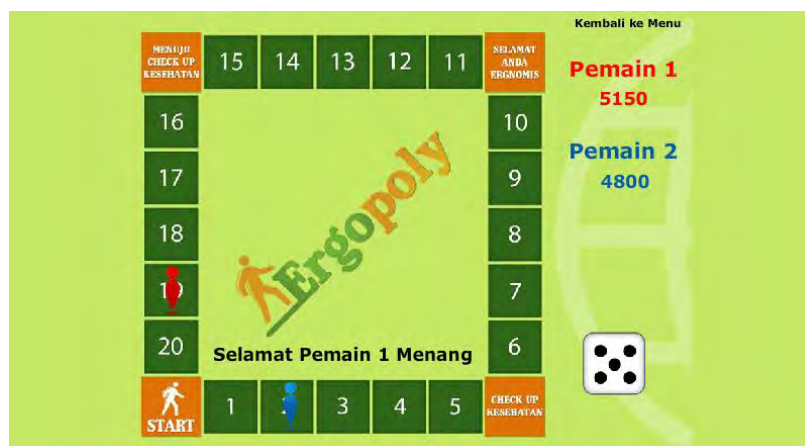 Kembali ke Menu
MENUJU
CHECK UP
KESEHATAN
15
14
13
12
11
SELAMAT
ANDA
ERGNOMIS
Pemain 1
5150
16
10
Pemain 2
4800
17
9
18
8
Ergopoly
19
7
20
Selamat Pemain 1 Menang
6
START
1
2
3
4
5
CHECK UP
KESEHATAN